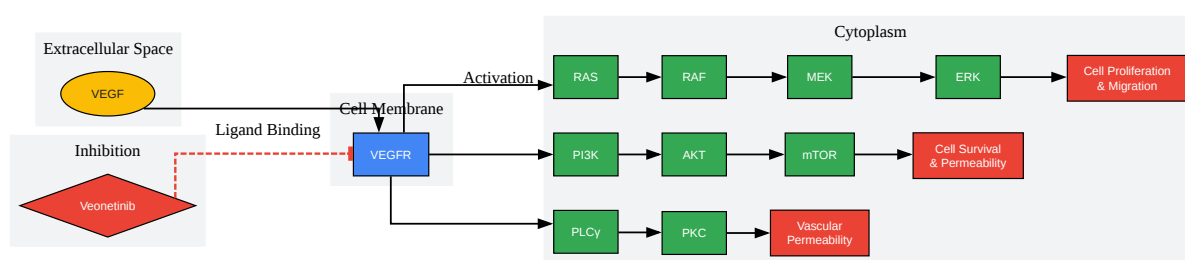 Extracellular Space
VEGF
Inhibition
Veonetinib
Ligand Binding
Cell Membrane
VEGFR
Activation
Cytoplasm
RAS
RAF
MEK
ERK
Cell Proliferation
& Migration
PI3K
AKT
mTOR
Cell Survival
& Permeability
PLCγ
PKC
Vascular
Permeability